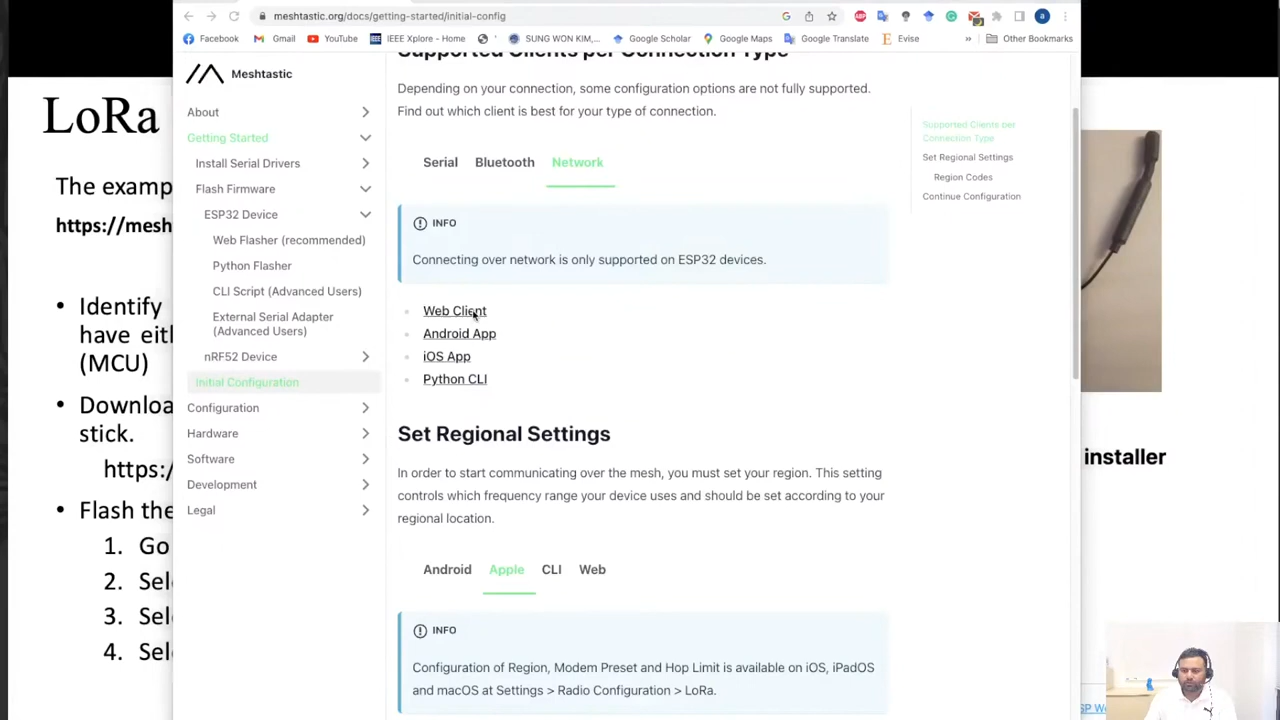 meshtastic.org/docs/getting-started/initial-config
Facebook
Gmail
YouTube
IEEE Xplore - Home
SUNG WON KIM,...
Google Scholar
Google Maps
Google Translate
Evise
»
Other Bookmarks
LoRa
The examp
https://mesh
• Identify
have eith
(MCU)
• Downloa
stick.
https:/
• Flash the
1. Go
2. Sel
3. Sel
4. Sel
Meshtastic
About
Getting Started
Install Serial Drivers
Flash Firmware
ESP32 Device
Web Flasher (recommended)
Python Flasher
CLI Script (Advanced Users)
External Serial Adapter
(Advanced Users)
nRF52 Device
Initial Configuration
Configuration
Hardware
Software
Development
Legal
Supported Clients per Connection Type
Depending on your connection, some configuration options are not fully supported.
Find out which client is best for your type of connection.
Serial Bluetooth Network
INFO
Connecting over network is only supported on ESP32 devices.
Web Client
Android App
iOS App
Python CLI
Set Regional Settings
In order to start communicating over the mesh, you must set your region. This setting
controls which frequency range your device uses and should be set according to your
regional location.
Android Apple CLI Web
INFO
Configuration of Region, Modem Preset and Hop Limit is available on iOS, iPadOS
and macOS at Settings > Radio Configuration > LoRa.
Supported Clients per
Connection Type
Set Regional Settings
Region Codes
Continue Configuration
installer